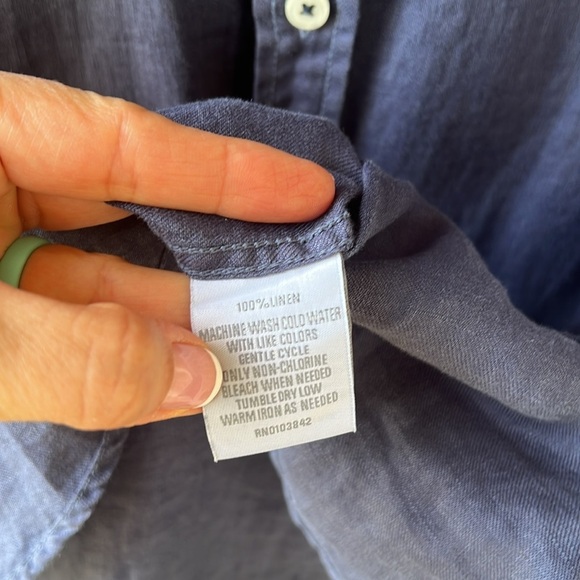 100%LINEN
MACHINE WASH COLD WATER
WITH LIKE COLORS
GENTLE CYCLE
ONLY NON-CHLORINE
BLEACH WHEN NEEDED
TUMBLE DRY LOW
WARM IRON AS NEEDED
RN0103842